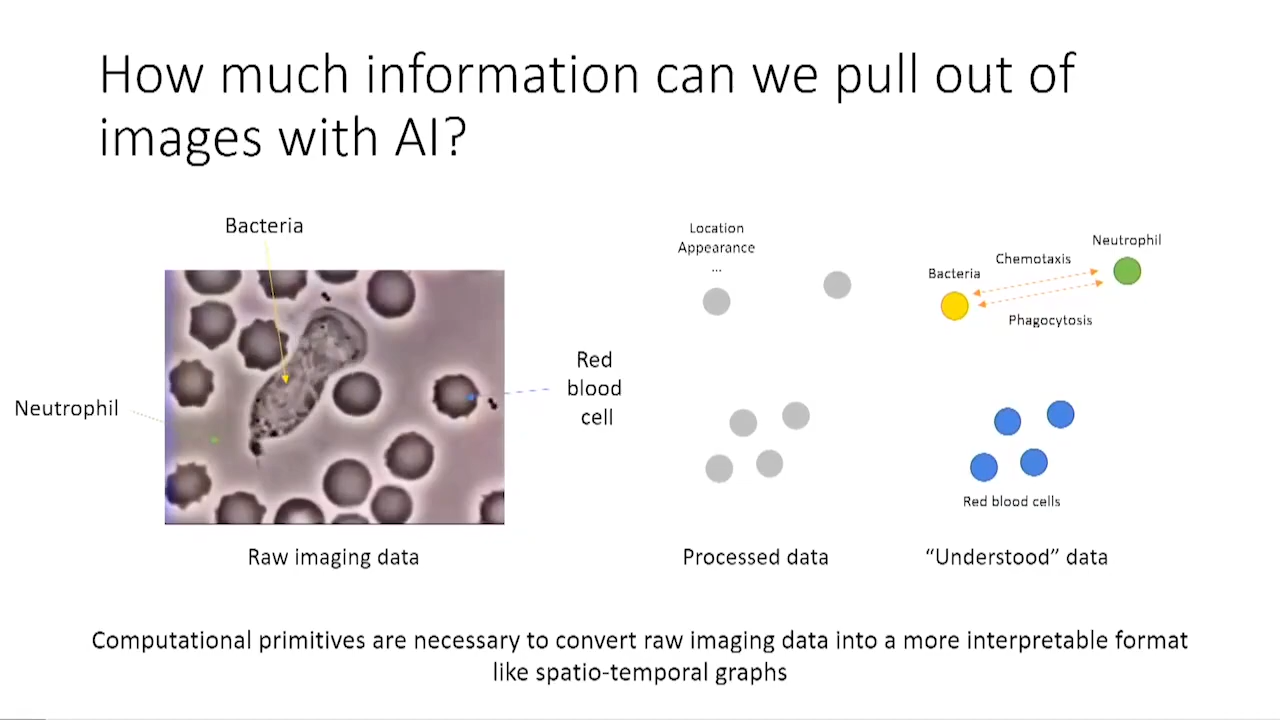 How much information can we pull out of
images with AI?
Bacteria
Neutrophil
Red
blood
cell
Raw imaging data
Location
Appearance
...
Processed data
Bacteria
Chemotaxis
Neutrophil
Phagocytosis
Red blood cells
“Understood” data
Computational primitives are necessary to convert raw imaging data into a more interpretable format
like spatio-temporal graphs